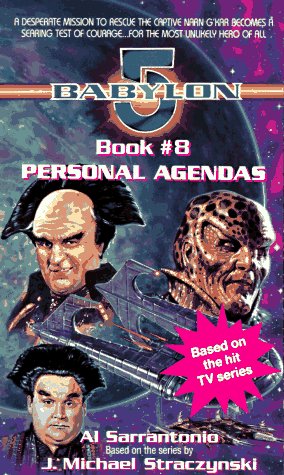 A DESPERATE MISSION TO RESCUE THE CAPTIVE NARN G'KAR BECOMES A
SEARING TEST OF COURAGE...FOR THE MOST UNLIKELY HERO OF ALL
BABYLON
5
Book #8
PERSONAL AGENDAS
Based on
the hit
TV series
Al Sarrantonio
Based on the series by
J. Michael Straczynski